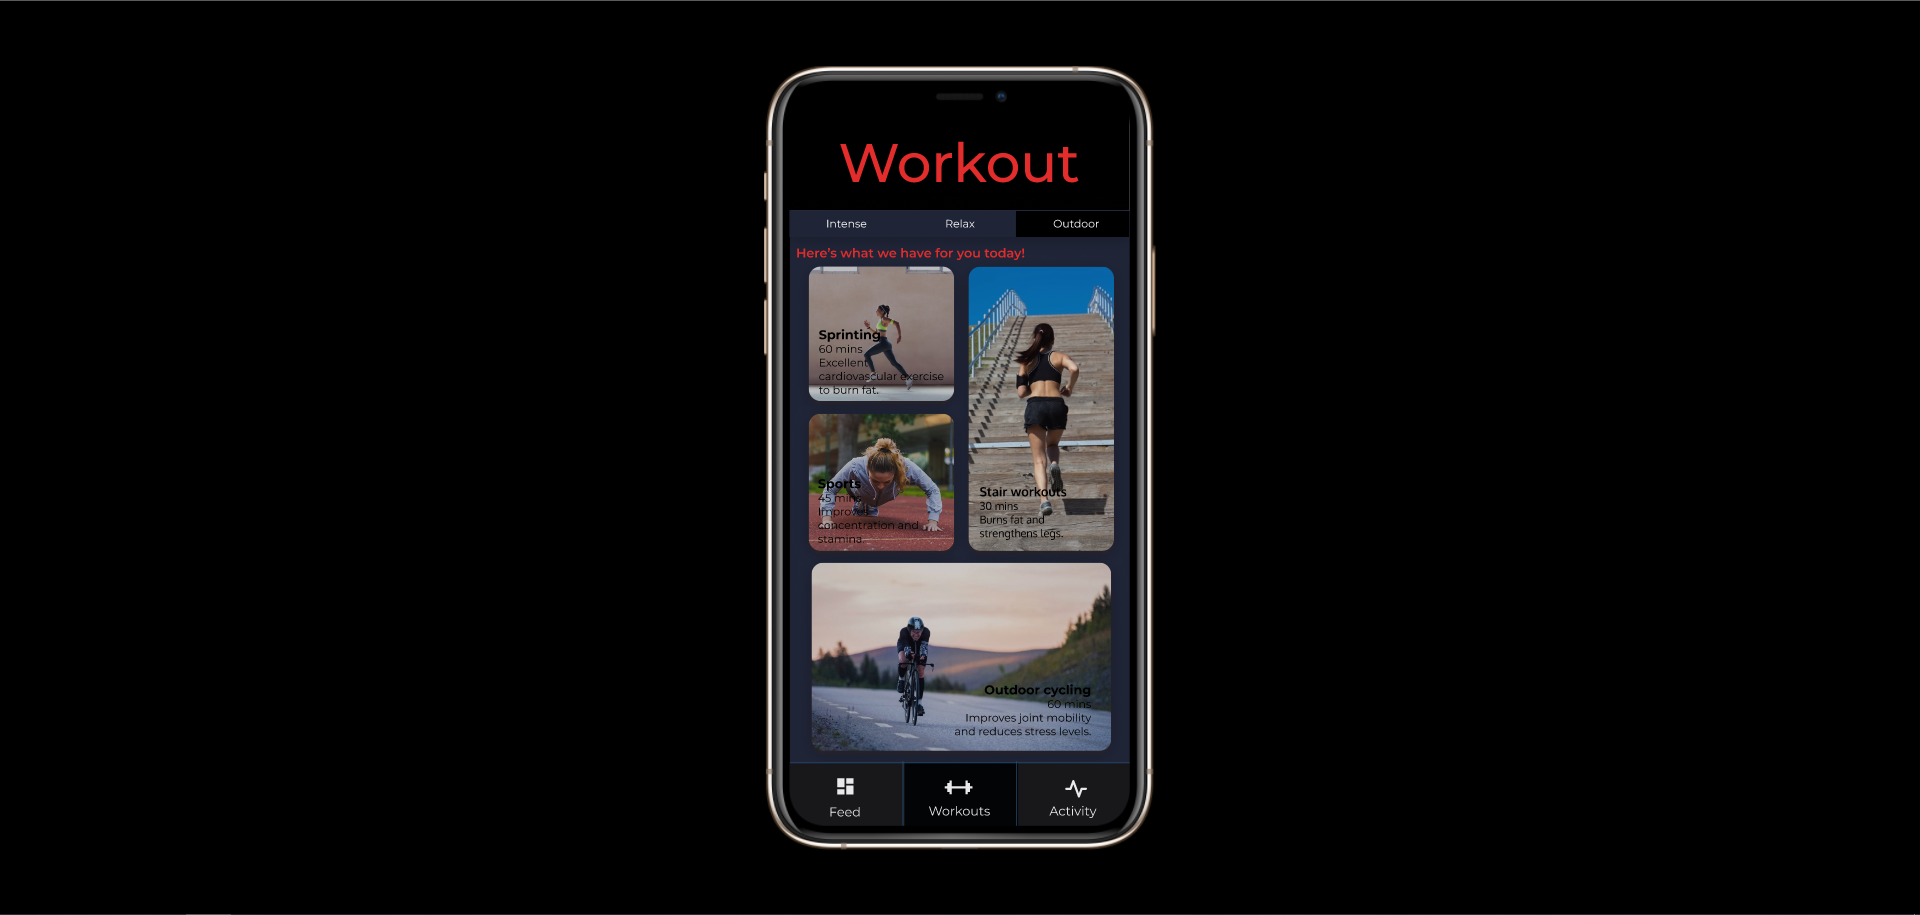 Workout
Intense
Relax
Outdoor
Here's what we have for you today!
Sprinting
60 mins
Excellent
cardiovascular exercise
to burn fat.
Stair workouts
30 mins
Burns fat and
strengthens legs.
Sports
45 mins
Improves
concentration and
stamina.
Outdoor cycling
60 mins
Improves joint mobility
and reduces stress levels.
Feed
Workouts
Activity